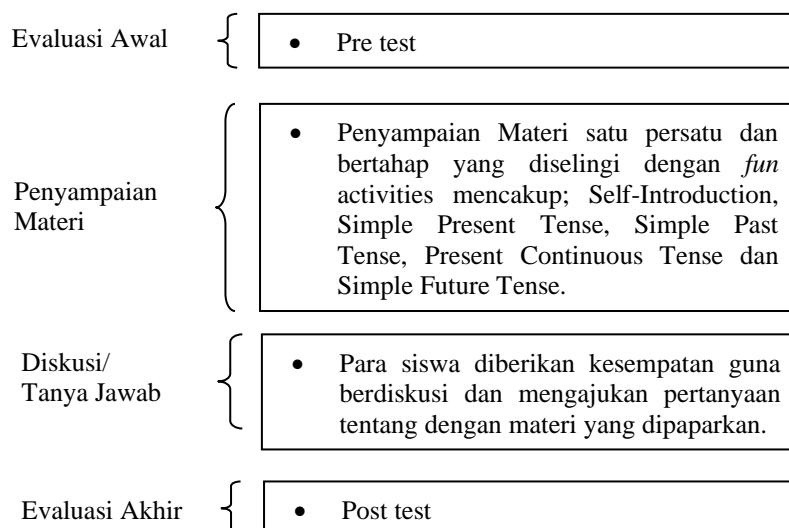 Evaluasi Awal
• Pre test
Penyampaian
Materi
• Penyampaian Materi satu persatu dan
bertahap yang diselingi dengan fun
activities mencakup; Self-Introduction,
Simple Present Tense, Simple Past
Tense, Present Continuous Tense dan
Simple Future Tense.
Diskusi/
Tanya Jawab
• Para siswa diberikan kesempatan guna
berdiskusi dan mengajukan pertanyaan
tentang dengan materi yang dipaparkan.
Evaluasi Akhir
• Post test